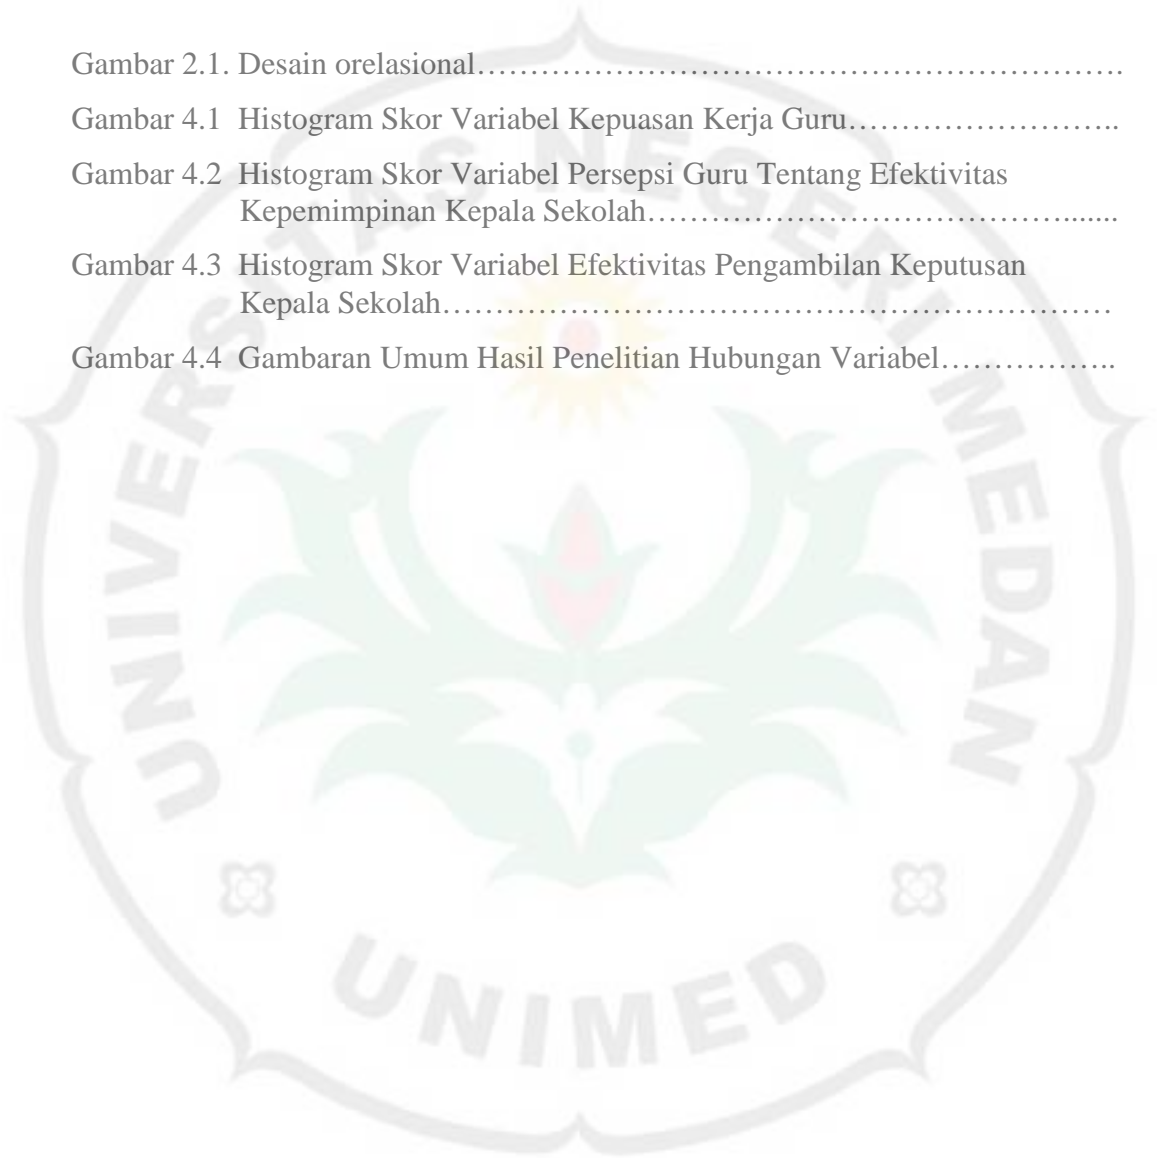 Gambar 2.1. Desain orelasional……………………………………………………….
Gambar 4.1 Histogram Skor Variabel Kepuasan Kerja Guru……………………..
Gambar 4.2 Histogram Skor Variabel Persepsi Guru Tentang Efektivitas
Kepemimpinan Kepala Sekolah………………………………….......
Gambar 4.3 Histogram Skor Variabel Efektivitas Pengambilan Keputusan
Kepala Sekolah…………………………………………………….……
Gambar 4.4 Gambaran Umum Hasil Penelitian Hubungan Variabel……………..
UNIVERSITAS NEGERI MEDAN
UNIMED